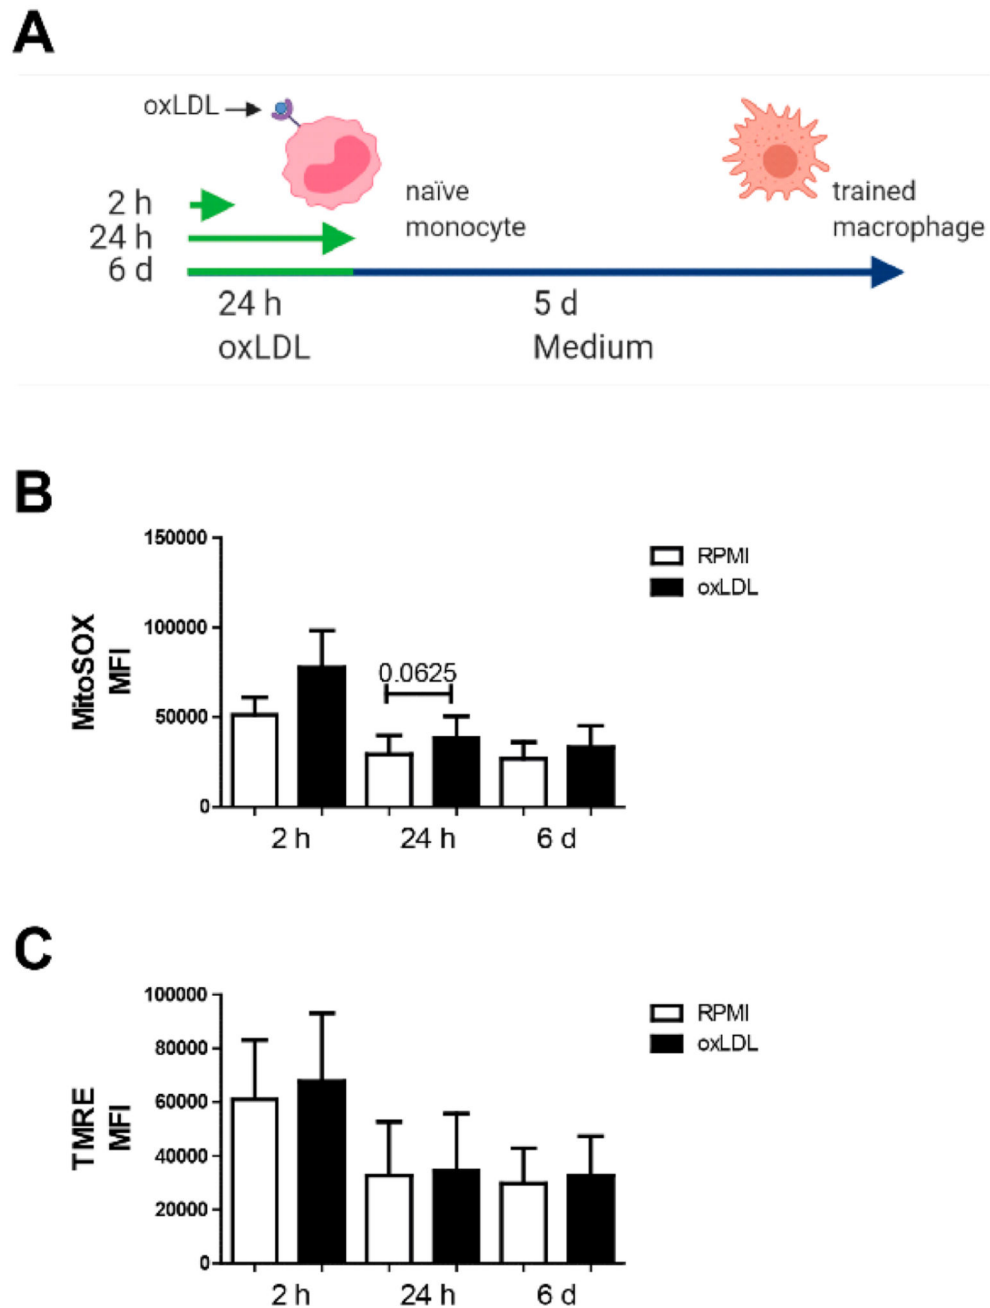 A
oxLDL
naïve
monocyte
trained
macrophage
2 h
24 h
6 d
24 h
oxLDL
5 d
Medium
B
MitoSOX
MFI
150000
100000
50000
0
0.0625
2 h
24 h
6 d
RPMI
oxLDL
C
TMRE
MFI
100000
80000
60000
40000
20000
0
2 h
24 h
6 d
RPMI
oxLDL